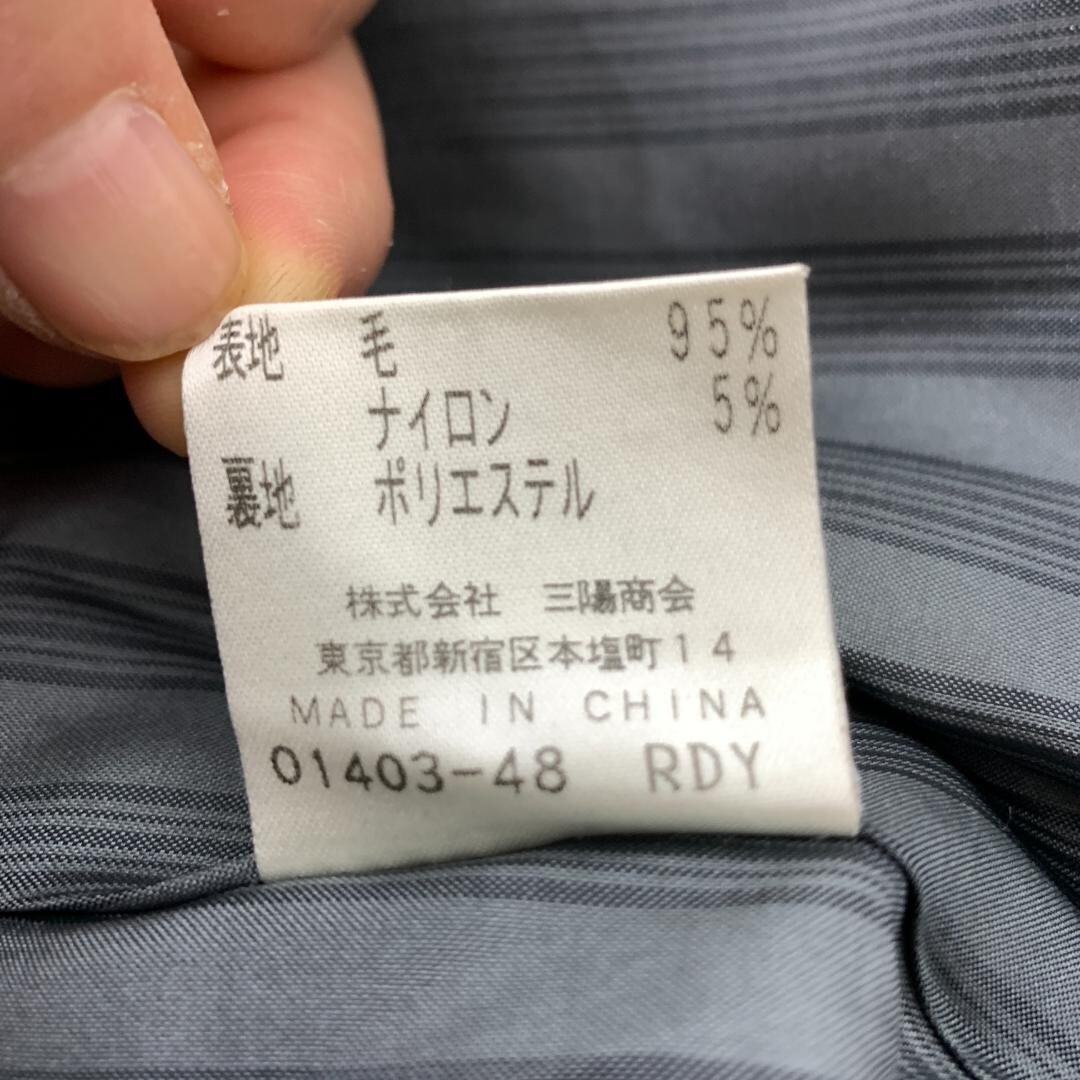 表地 毛 95%
ナイロン 5%
裏地 ポリエステル
株式会社 三陽商会
東京都新宿区本塩町14
MADE IN CHINA
01403-48 RDY